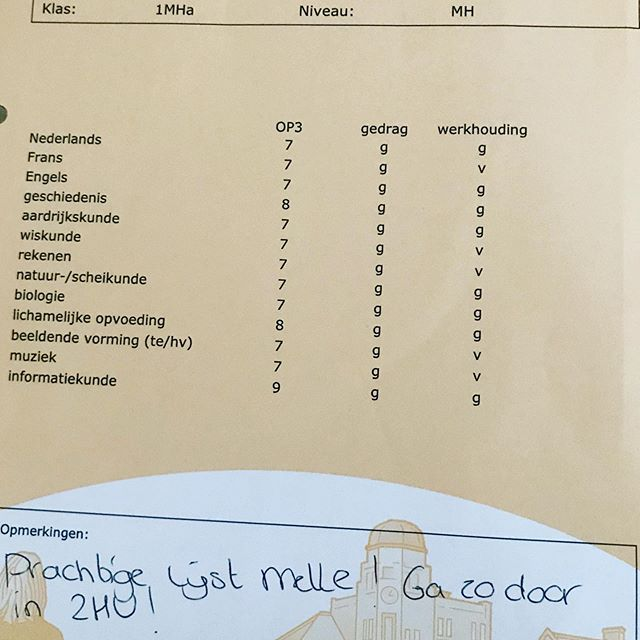 Klas: 1MHa Niveau: MH
OP3 gedrag werkhouding
Nederlands 7 g g
Frans 7 g v
Engels 7 g g
geschiedenis 8 g g
aardrijkskunde 7 g g
wiskunde 7 g v
rekenen 7 g v
natuur-/scheikunde 7 g g
biologie 7 g g
lichamelijke opvoeding 8 g g
beeldende vorming (te/hv) 7 g v
muziek 7 g v
informatiekunde 9 g g
Opmerkingen:
Prachtige lijst Melle! Ga zo door
in 2HV!